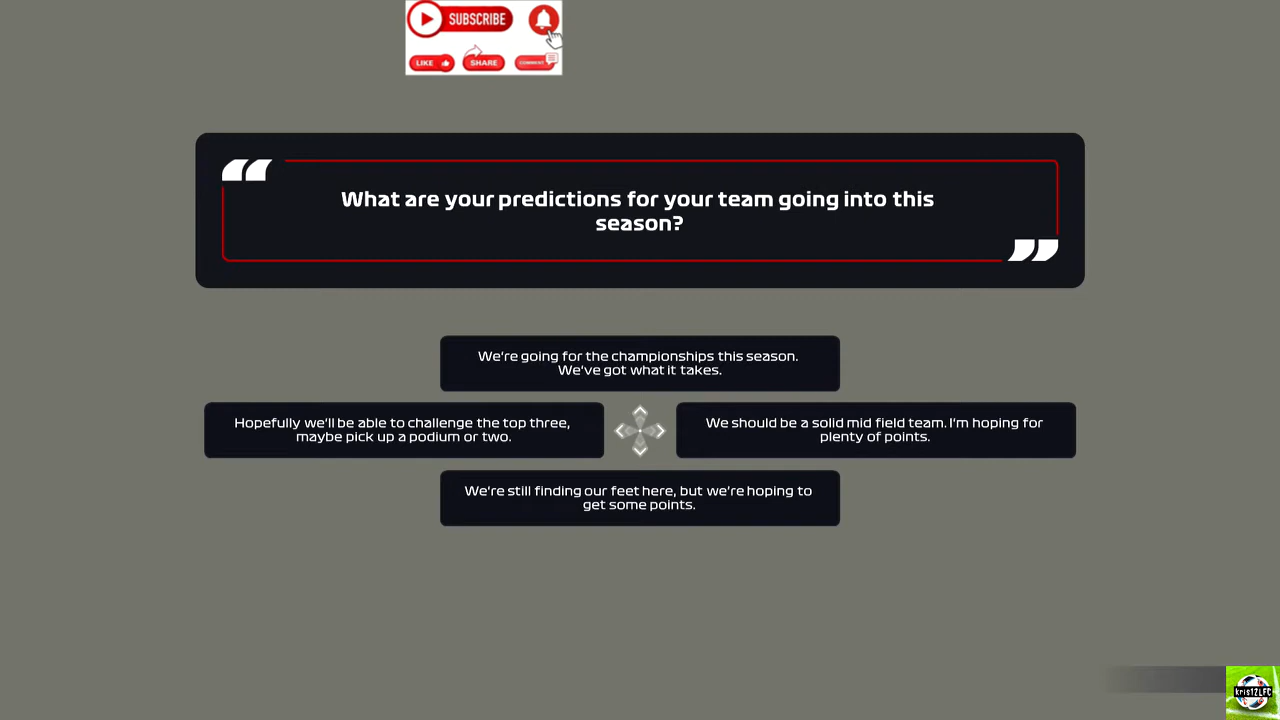 SUBSCRIBE
LIKE
SHARE
COMMENT
What are your predictions for your team going into this
season?
We're going for the championships this season.
We've got what it takes.
Hopefully we'll be able to challenge the top three,
maybe pick up a podium or two.
We should be a solid mid field team. I'm hoping for
plenty of points.
We're still finding our feet here, but we're hoping to
get some points.
kris12LFC